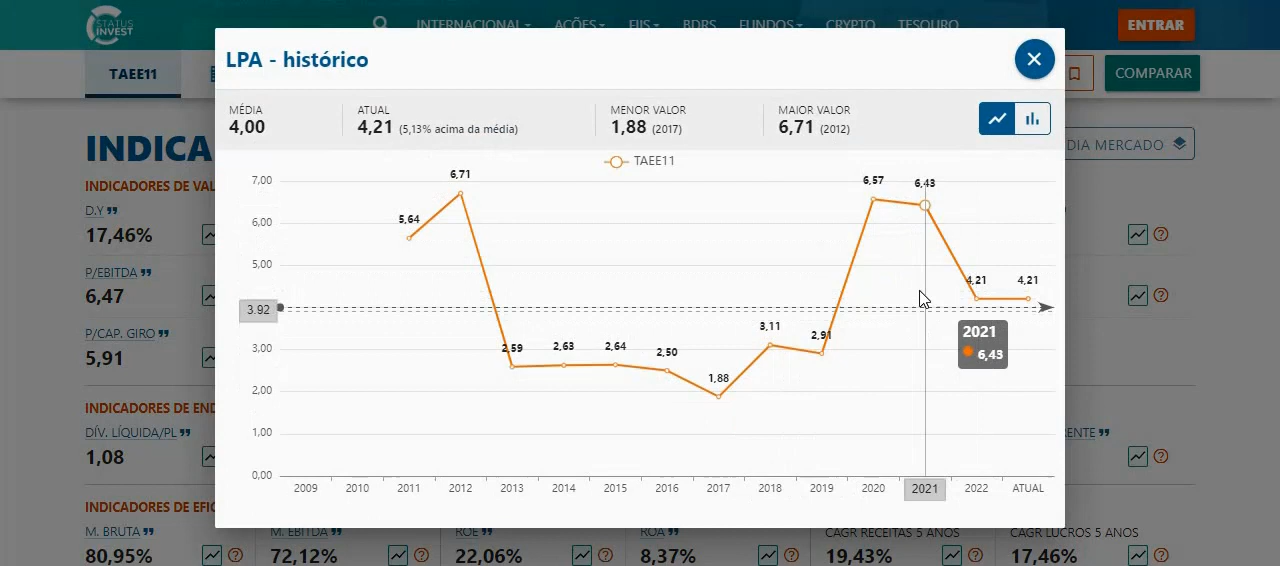 STATUS
INVEST
INTERNACIONAL AÇÕES FIIS BDRS FUNDOS CRYPTO TESOURO
ENTRAR
TAEE11
COMPARAR
LPA - histórico
MÉDIA
4,00
ATUAL
4,21 (5,13% acima da média)
MENOR VALOR
1,88 (2017)
MAIOR VALOR
6,71 (2012)
INDICA
DIA MERCADO
TAEE11
INDICADORES DE VAL
D.Y
17,46%
P/EBITDA
6,47
P/CAP. GIRO
5,91
INDICADORES DE END
DÍV. LÍQUIDA/PL
1,08
ENTE
INDICADORES DE EFIC
7,00
6,00
5,00
3.92
3,00
2,00
1,00
0,00
5,64
6,71
2,59
2,63
2,64
2,50
1,88
3,11
2,91
6,57
6,43
4,21
4,21
2021
6,43
2009 2010 2011 2012 2013 2014 2015 2016 2017 2018 2019 2020 2021 2022 ATUAL
M. BRUTA M. EBITDA ROE ROA CAGR RECEITAS 5 ANOS CAGR LUCROS 5 ANOS
80,95% 72,12% 22,06% 8,37% 19,43% 17,46%